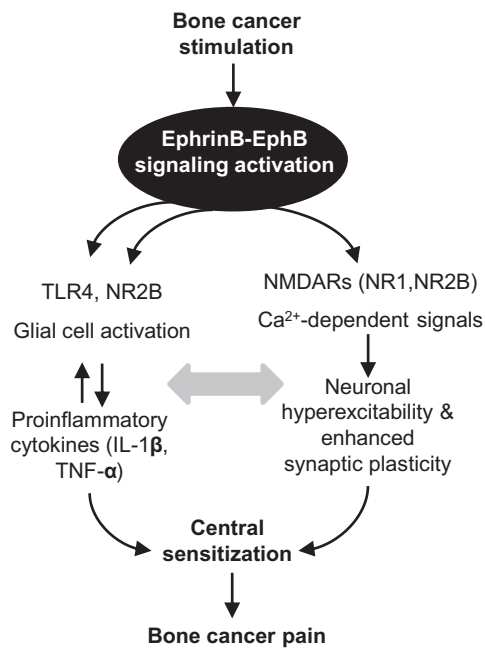 Bone cancer
stimulation
EphrinB-EphB
signaling activation
TLR4, NR2B
Glial cell activation
NMDARs (NR1,NR2B)
Ca²⁺-dependent signals
Proinflammatory
cytokines (IL-1β,
TNF-α)
Neuronal
hyperexcitability &
enhanced
synaptic plasticity
Central
sensitization
Bone cancer pain